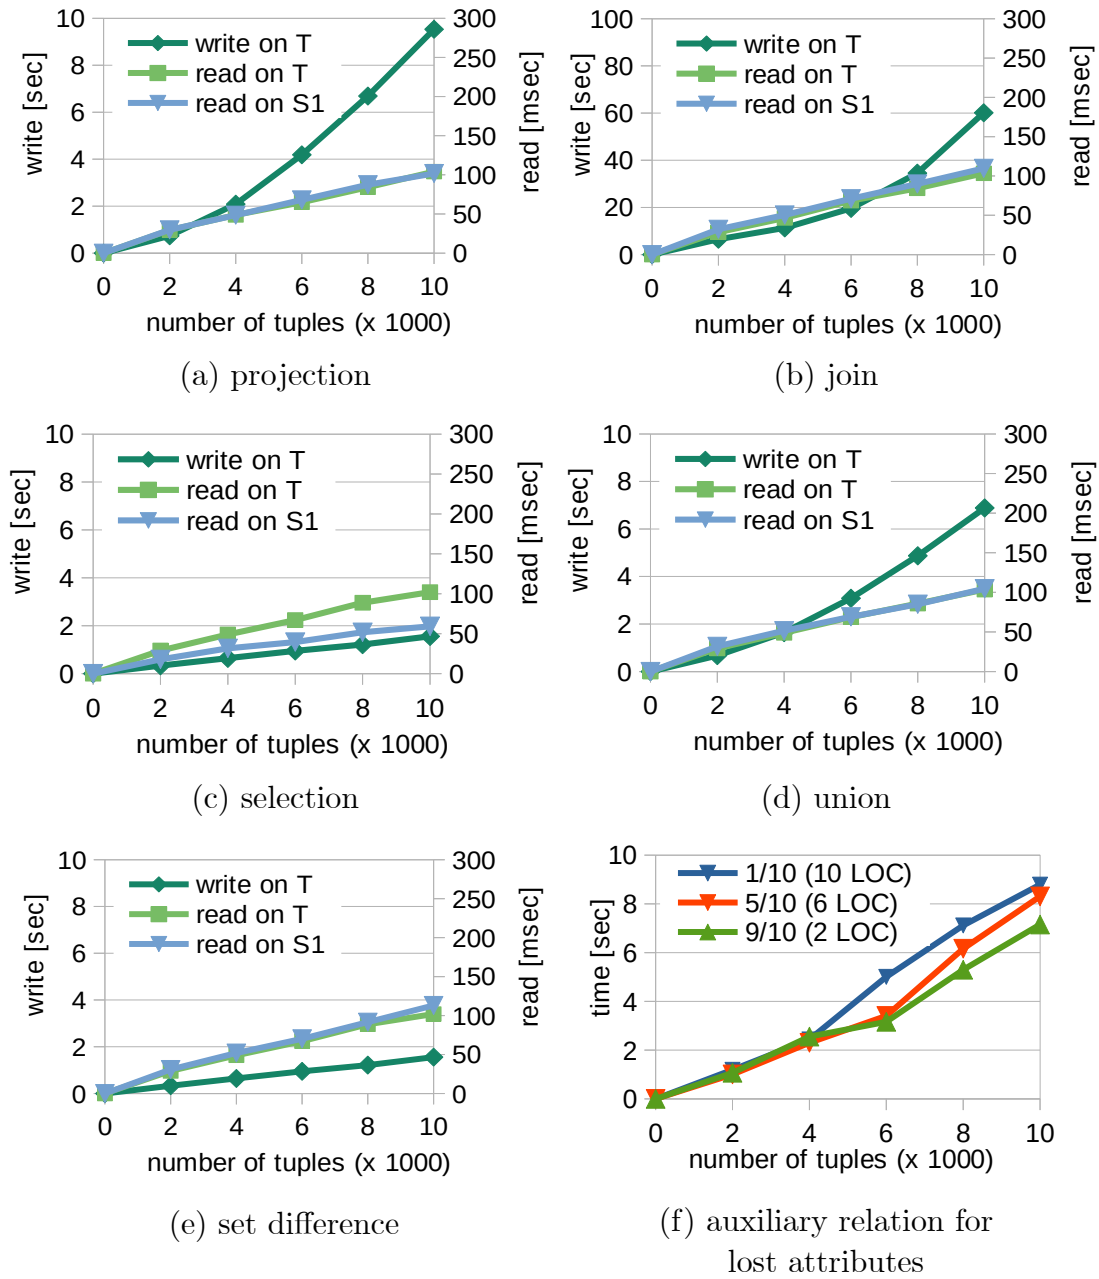 10
8
6
4
2
0
write [sec]
write on T
read on T
read on S1
300
250
200
150
100
50
0
read [msec]
0 2 4 6 8 10
number of tuples (x 1000)
(a) projection
100
80
60
40
20
0
write [sec]
write on T
read on T
read on S1
300
250
200
150
100
50
0
read [msec]
0 2 4 6 8 10
number of tuples (x 1000)
(b) join
10
8
6
4
2
0
write [sec]
write on T
read on T
read on S1
300
250
200
150
100
50
0
read [msec]
0 2 4 6 8 10
number of tuples (x 1000)
(c) selection
10
8
6
4
2
0
write [sec]
write on T
read on T
read on S1
300
250
200
150
100
50
0
read [msec]
0 2 4 6 8 10
number of tuples (x 1000)
(d) union
10
8
6
4
2
0
write [sec]
write on T
read on T
read on S1
300
250
200
150
100
50
0
read [msec]
0 2 4 6 8 10
number of tuples (x 1000)
(e) set difference
10
8
6
4
2
0
time [sec]
1/10 (10 LOC)
5/10 (6 LOC)
9/10 (2 LOC)
0 2 4 6 8 10
number of tuples (x 1000)
(f) auxiliary relation for
lost attributes